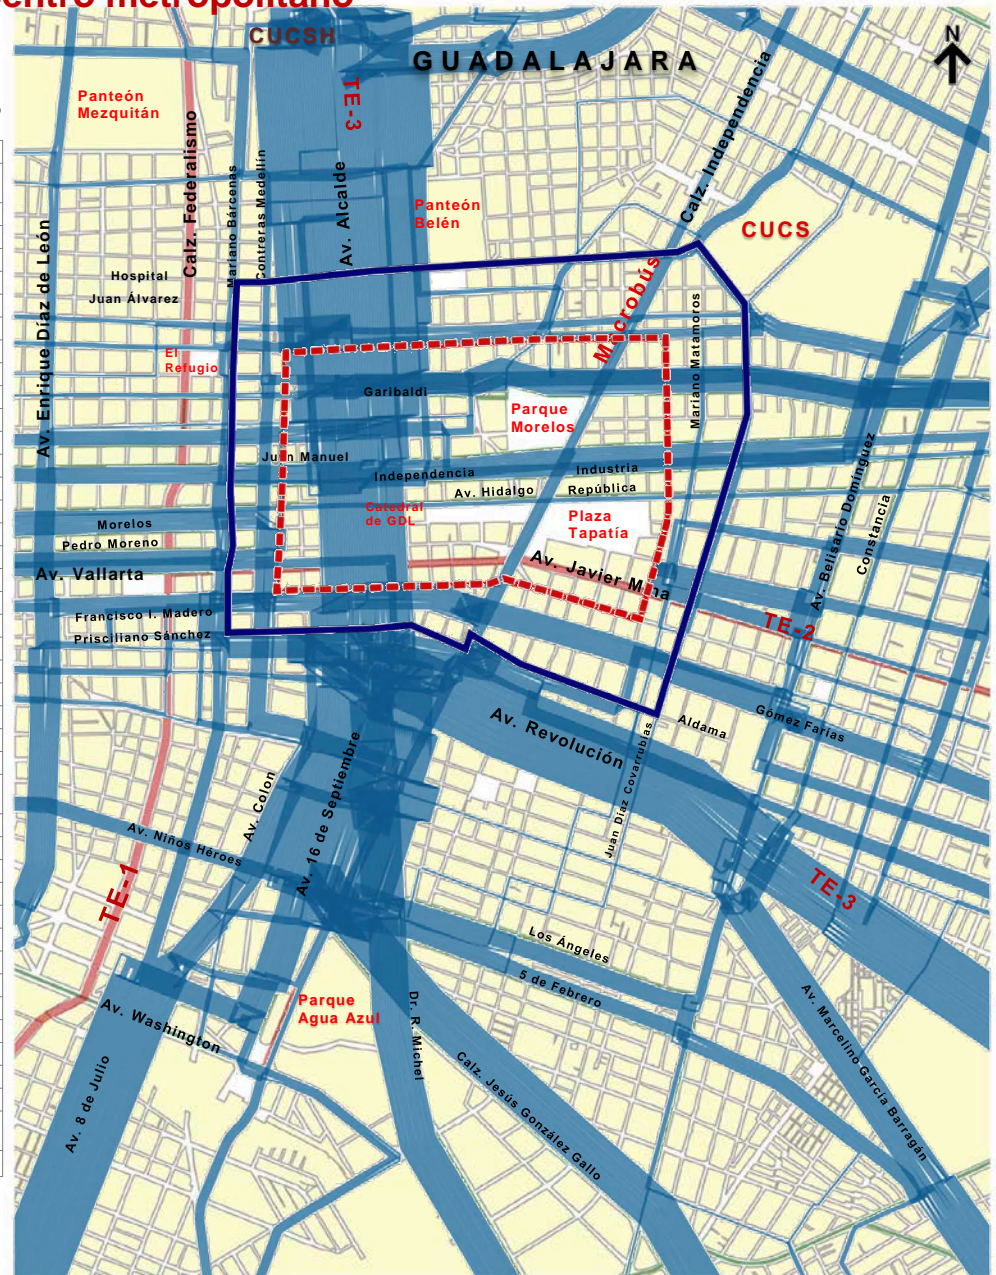 entro metropolitano
CUCSH
GUADALAJARA
N
TE-3
Panteón
Mezquitán
Calz. Federalismo
Mariano Bárcenas
Contreras Medellín
Av. Alcalde
Calz. Independencia
Panteón
Belén
CUCS
Av. Enrique Díaz de León
Hospital
Juan Álvarez
Macrobús
Mariano Matamoros
El
Refugio
Garibaldi
Parque
Morelos
Juan Manuel
Independencia
Industria
Av. Hidalgo
República
Catedral
de GDL
Plaza
Tapatía
Morelos
Pedro Moreno
Av. Vallarta
Av. Javier Mina
Av. Belisario Domínguez
Constancia
Francisco I. Madero
Prisciliano Sánchez
TE-2
Gómez Farías
Aldama
Av. Revolución
Juan Díaz Covarrubias
Av. Colon
Av. 16 de Septiembre
Av. Niños Héroes
TE-1
TE-3
Los Ángeles
5 de Febrero
Parque
Agua Azul
Av. Washington
Dr. R. Michel
Av. Marcelino García Barragán
Calz. Jesús González Gallo
Av. 8 de Julio